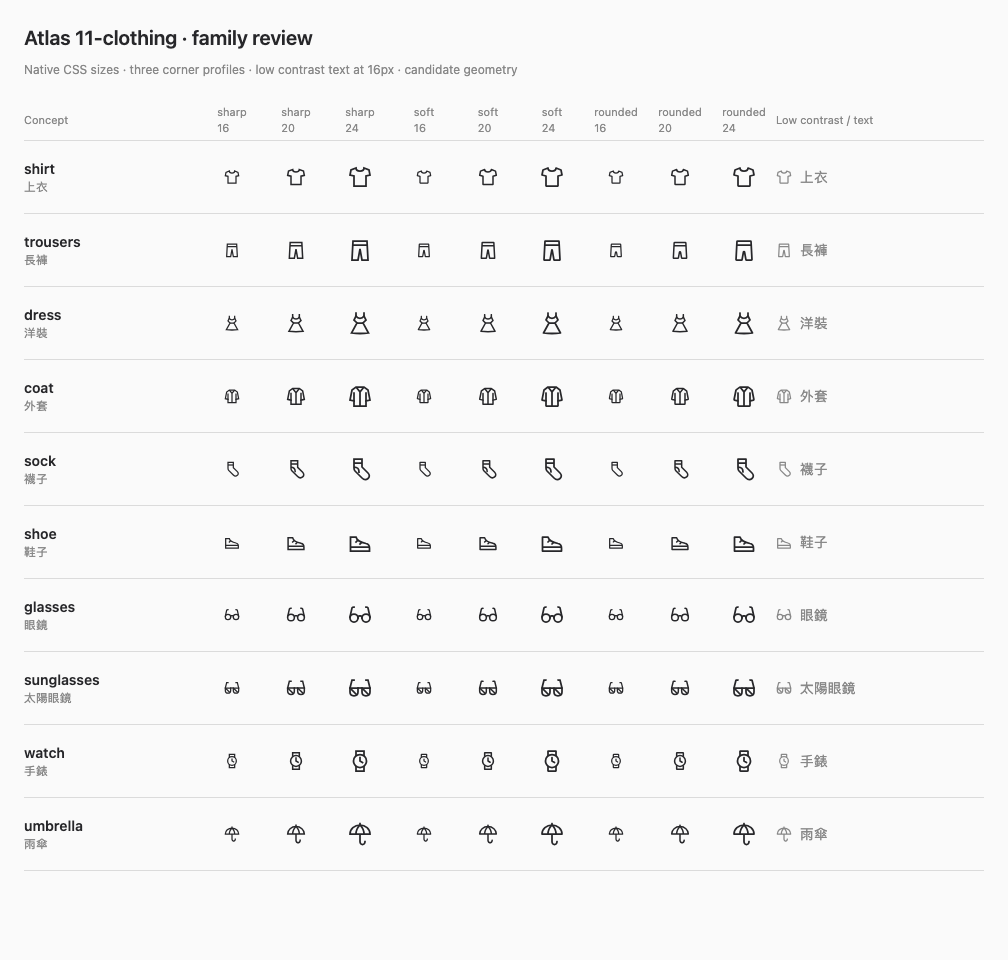 Atlas 11-clothing · family review
Native CSS sizes · three corner profiles · low contrast text at 16px · candidate geometry
Concept sharp 16 sharp 20 sharp 24 soft 16 soft 20 soft 24 rounded 16 rounded 20 rounded 24 Low contrast / text
shirt
上衣 上衣
trousers
長褲 長褲
dress
洋裝 洋裝
coat
外套 外套
sock
襪子 襪子
shoe
鞋子 鞋子
glasses
眼鏡 眼鏡
sunglasses
太陽眼鏡 太陽眼鏡
watch
手錶 手錶
umbrella
雨傘 雨傘